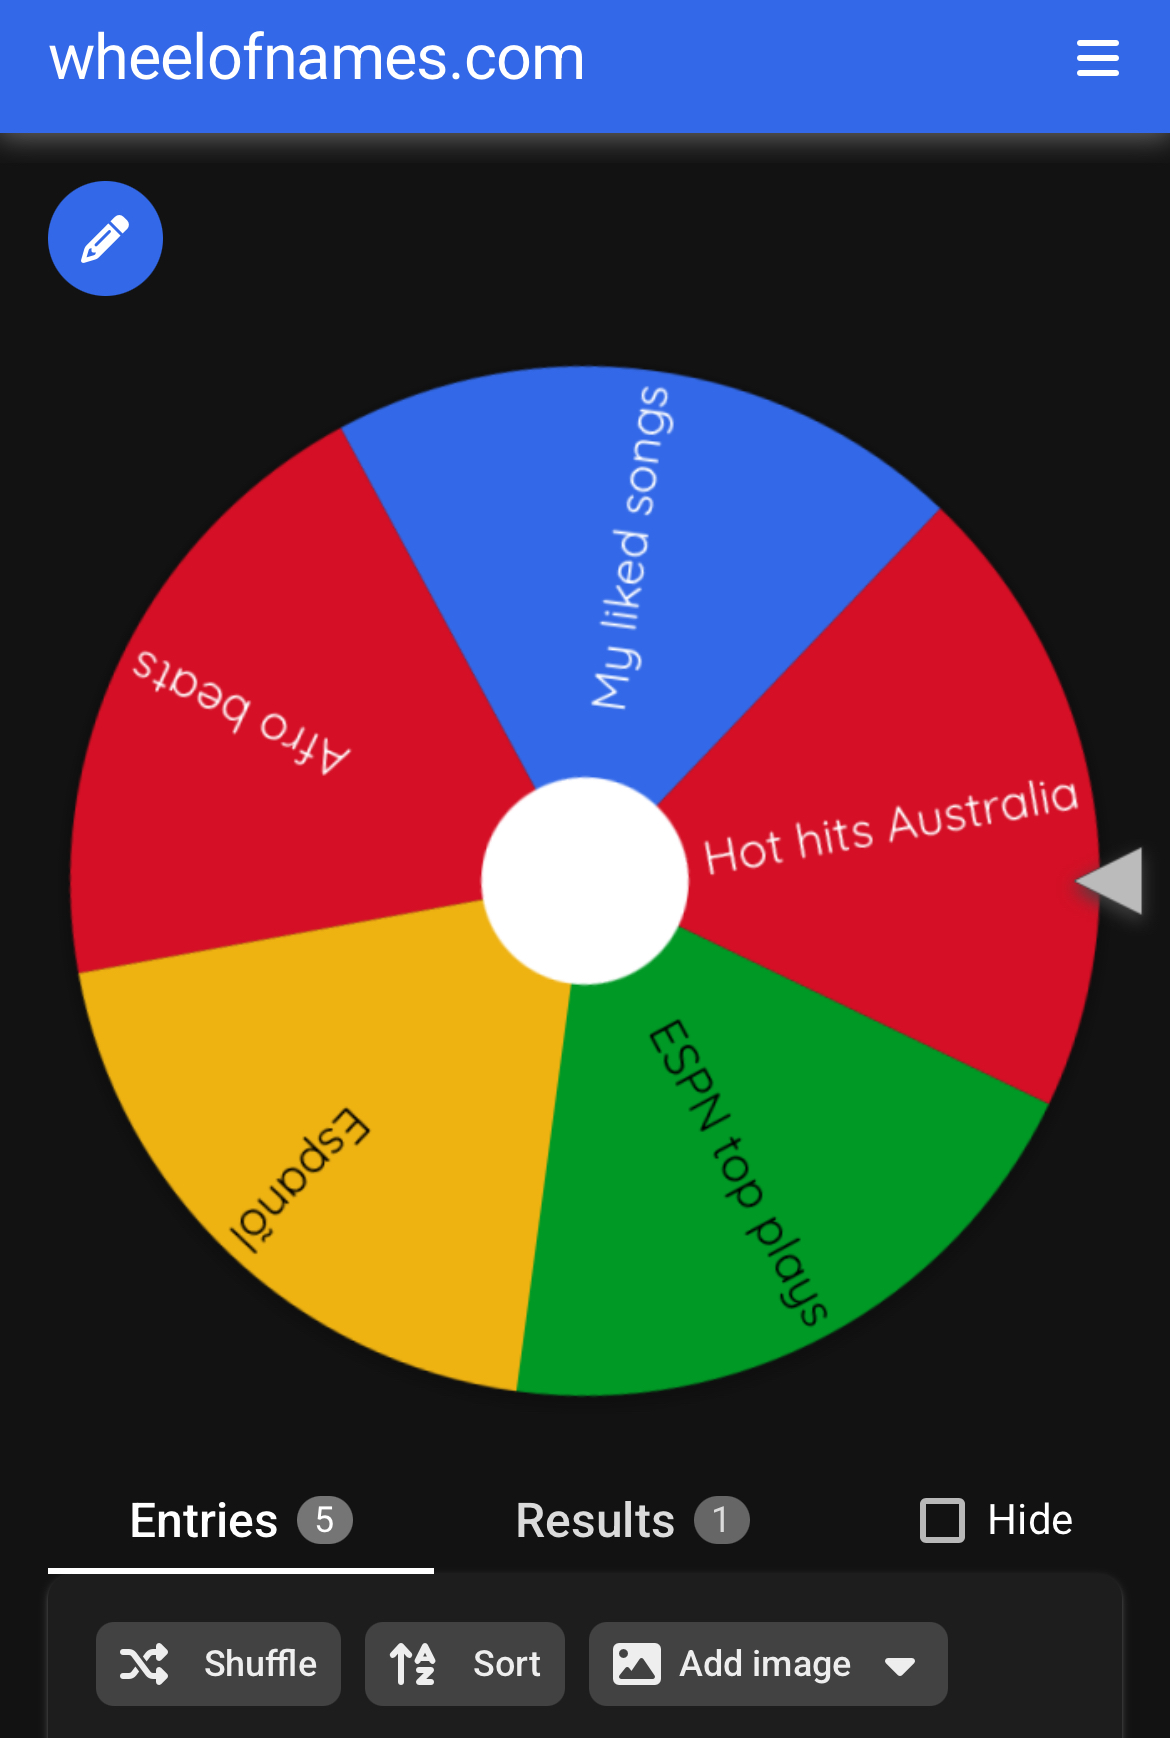 wheelofnames.com
My liked songs
Afro beats
Hot hits Australia
ESPN top plays
Espanõl
Entries 5
Results 1
Hide
Shuffle
Sort
Add image